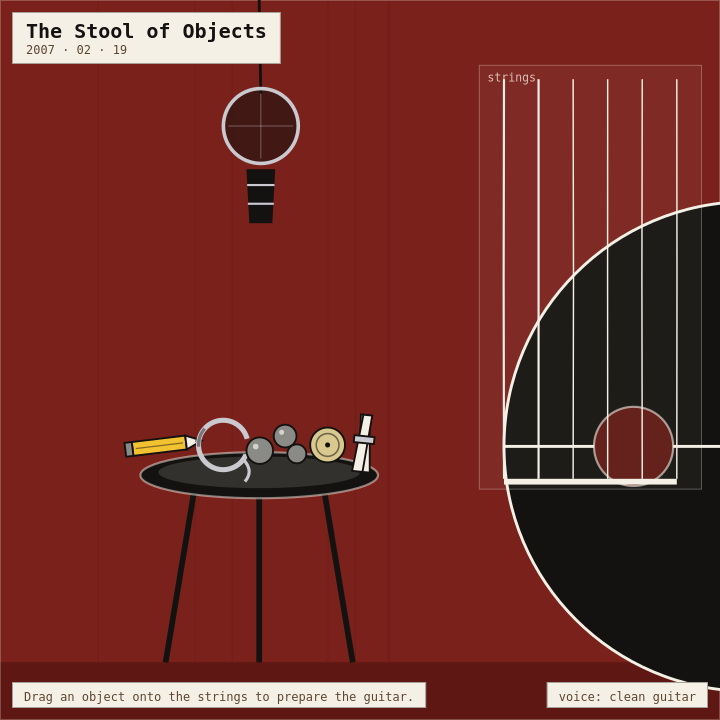 The Stool of Objects
2007 · 02 · 19
strings
Drag an object onto the strings to prepare the guitar.
voice: clean guitar